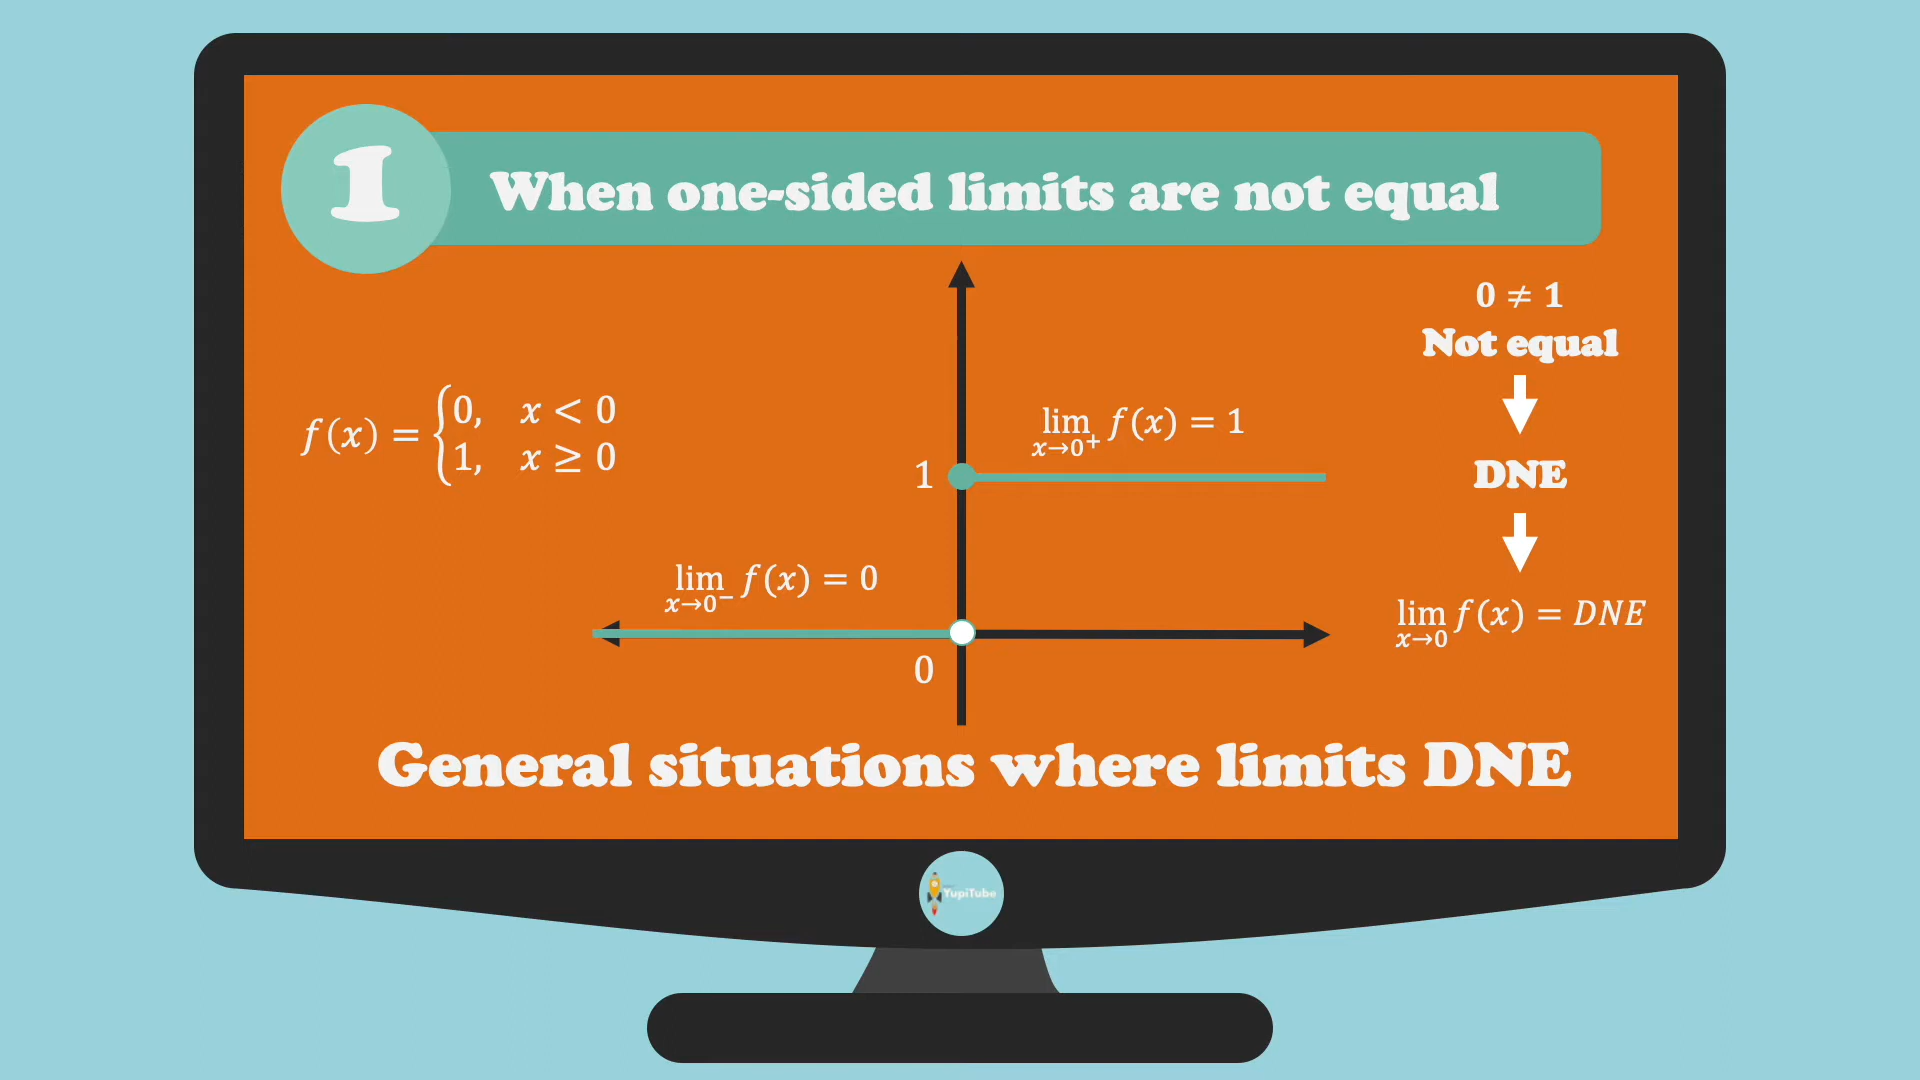 1
When one-sided limits are not equal
f(x) = {0, x < 0
1, x ≥ 0
lim x→0⁻ f(x) = 0
lim x→0⁺ f(x) = 1
1
0
0 ≠ 1
Not equal
DNE
lim x→0 f(x) = DNE
General situations where limits DNE
YupiTube